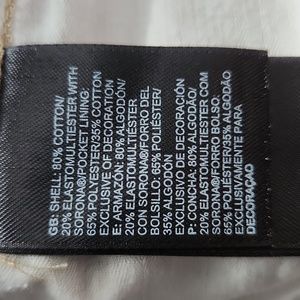 GB: SHELL: 80% COTTON/
20% ELASTOMULTIESTER WITH
SORONA®/POCKET LINING:
65% POLYESTER/35% COTTON
EXCLUSIVE OF DECORATION
E: ARMAZÓN: 80% ALGODÓN/
20% ELASTOMULTIÉSTER
CON SORONA®/FORRO DEL
BOLSILLO: 65% POLIÉSTER/
35% ALGODÓN
EXCLUSIVO DE DECORACIÓN
P: CONCHA: 80% ALGODÃO/
20% ELASTOMULTIÉSTER COM
SORONA®/FORRO BOLSO:
65% POLIÉSTER/35% ALGODÃO
EXCLUSIVAMENTE PARA
DECORAÇAO